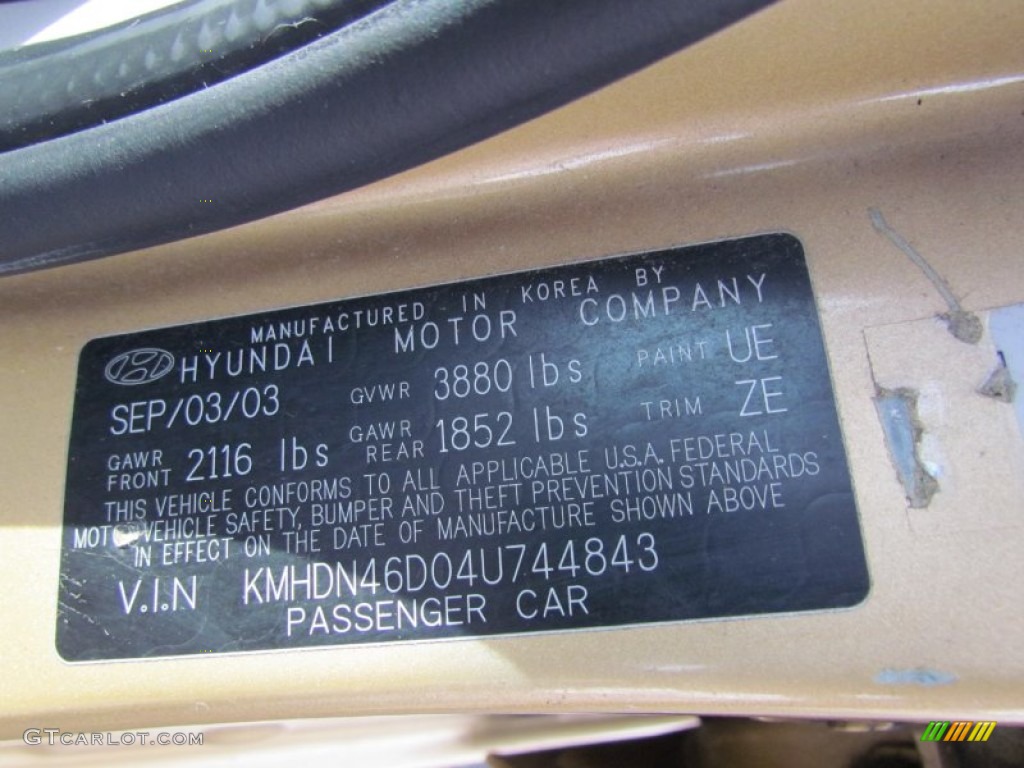 MANUFACTURED IN KOREA BY
HYUNDAI MOTOR COMPANY
SEP/03/03 GVWR 3880 lbs PAINT UE
GAWR FRONT 2116 lbs GAWR REAR 1852 lbs TRIM ZE
THIS VEHICLE CONFORMS TO ALL APPLICABLE U.S.A. FEDERAL
MOTOR VEHICLE SAFETY, BUMPER AND THEFT PREVENTION STANDARDS
IN EFFECT ON THE DATE OF MANUFACTURE SHOWN ABOVE
V.I.N KMHDN46D04U744843
PASSENGER CAR
GTCARLOT.COM